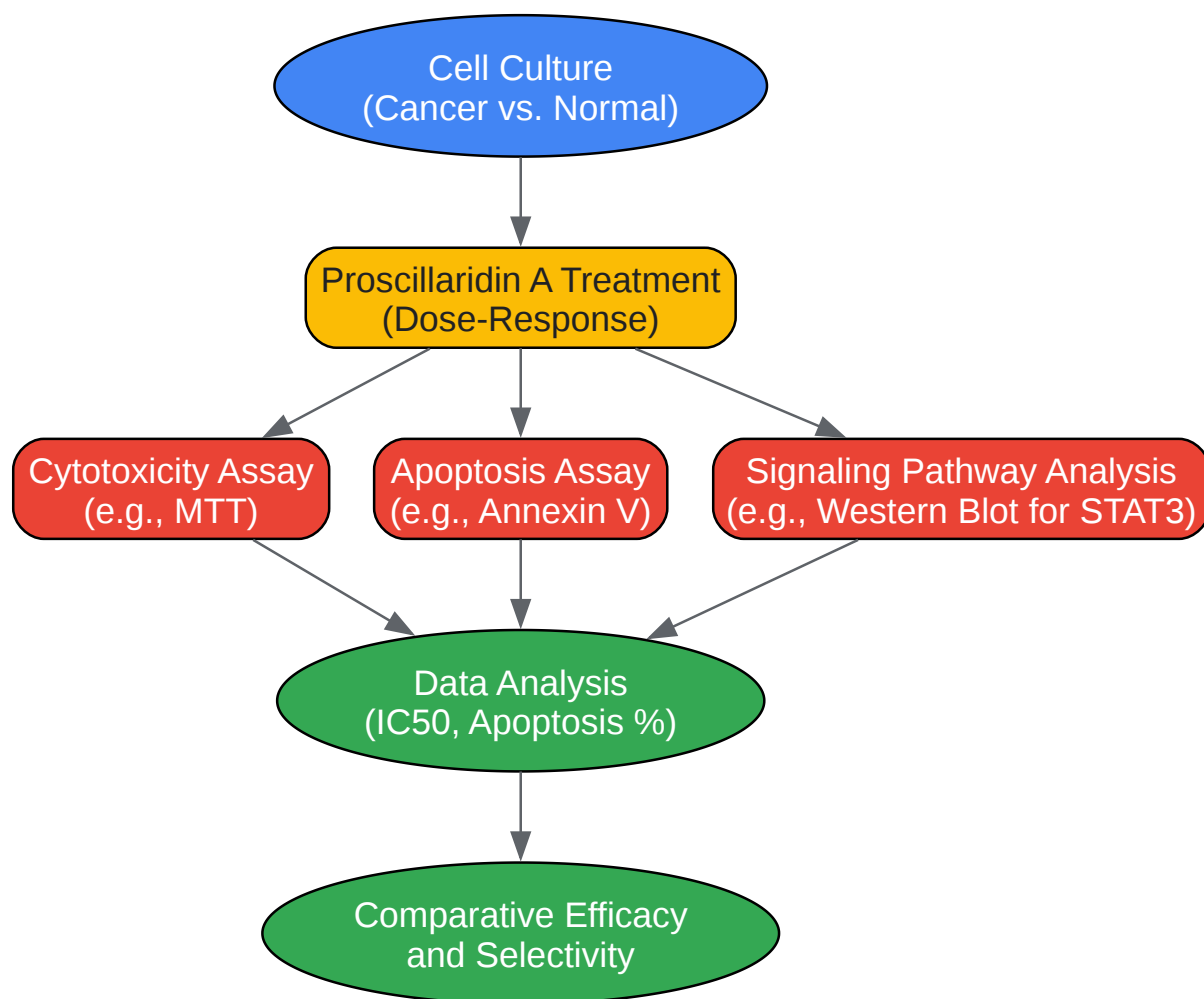 Cell Culture
(Cancer vs. Normal)
Proscillaridin A Treatment
(Dose-Response)
Cytotoxicity Assay
(e.g., MTT)
Apoptosis Assay
(e.g., Annexin V)
Signaling Pathway Analysis
(e.g., Western Blot for STAT3)
Data Analysis
(IC50, Apoptosis %)
Comparative Efficacy
and Selectivity